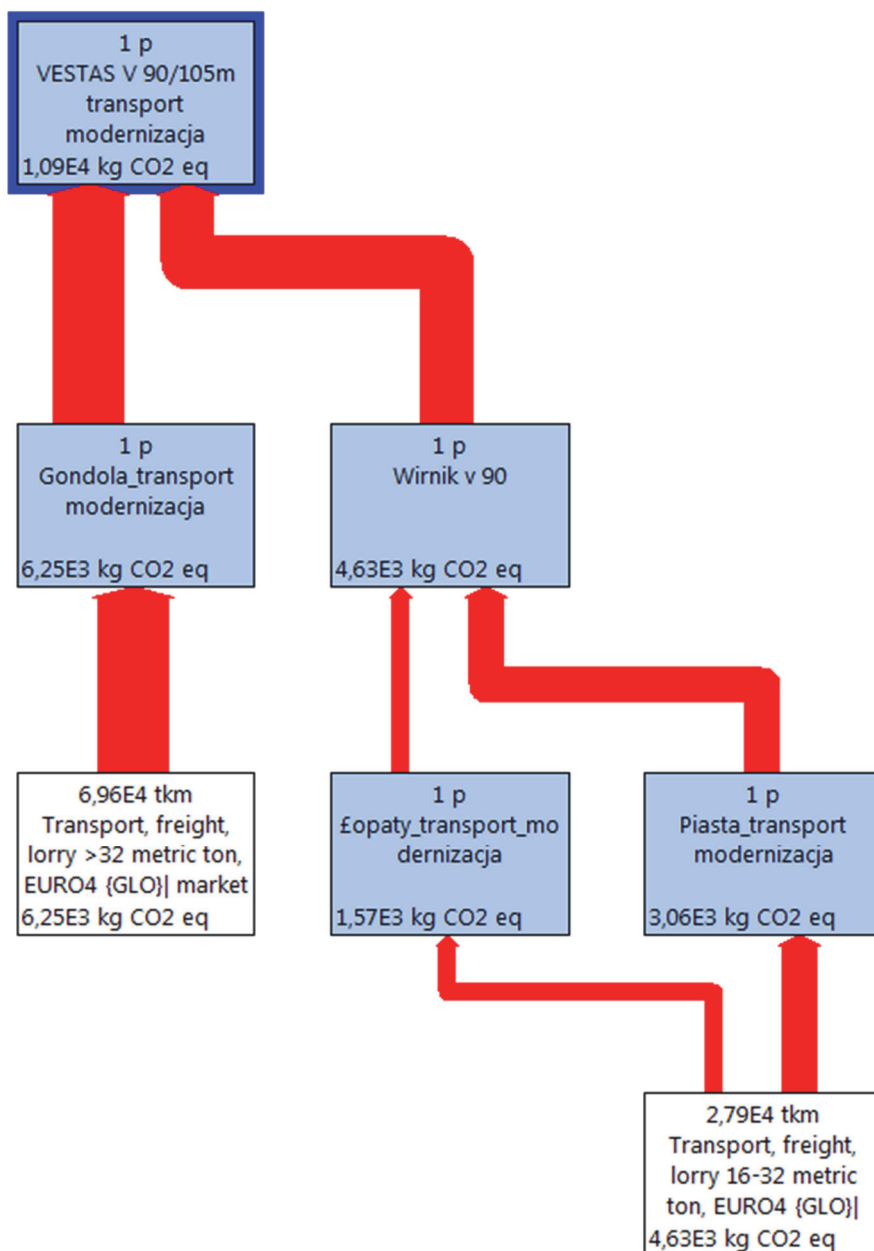 1 p
VESTAS V 90/105m
transport
modernizacja
1,09E4 kg CO2 eq
1 p
Gondola_transport
modernizacja
6,25E3 kg CO2 eq
1 p
Wirnik v 90
4,63E3 kg CO2 eq
6,96E4 tkm
Transport, freight,
lorry >32 metric ton,
EURO4 {GLO}| market
6,25E3 kg CO2 eq
1 p
£opaty_transport_mo
dernizacja
1,57E3 kg CO2 eq
1 p
Piasta_transport
modernizacja
3,06E3 kg CO2 eq
2,79E4 tkm
Transport, freight,
lorry 16-32 metric
ton, EURO4 {GLO}|
4,63E3 kg CO2 eq